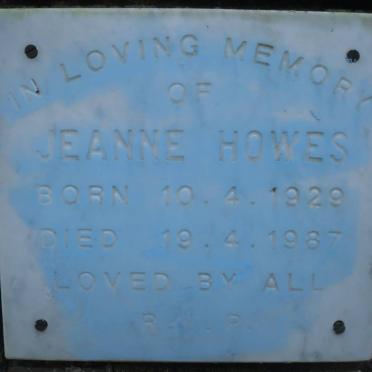 IN LOVING MEMORY
OF
JEANNE HOWES
BORN 10.4.1929
DIED 19.4.1987
LOVED BY ALL
R.I.P.